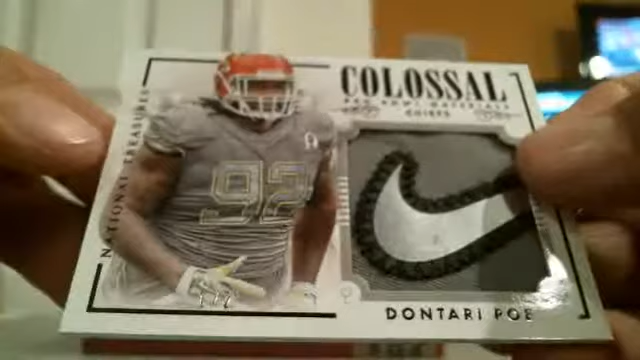 COLOSSAL
PRO BOWL MATERIALS
CHIEFS
NATIONAL TREASURES
92
DONTARI POE